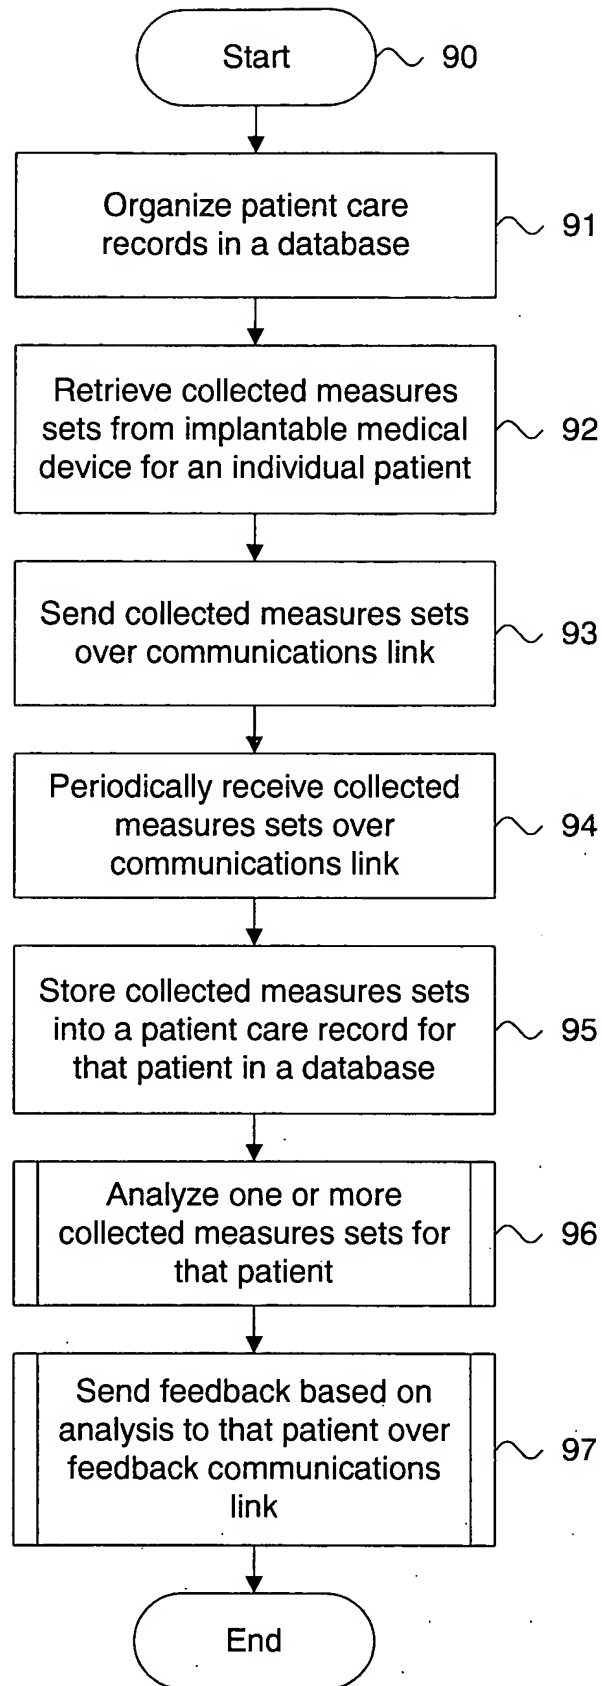 Start
90
Organize patient care
records in a database
91
Retrieve collected measures
sets from implantable medical
device for an individual patient
92
Send collected measures sets
over communications link
93
Periodically receive collected
measures sets over
communications link
94
Store collected measures sets
into a patient care record for
that patient in a database
95
Analyze one or more
collected measures sets for
that patient
96
Send feedback based on
analysis to that patient over
feedback communications
link
97
End